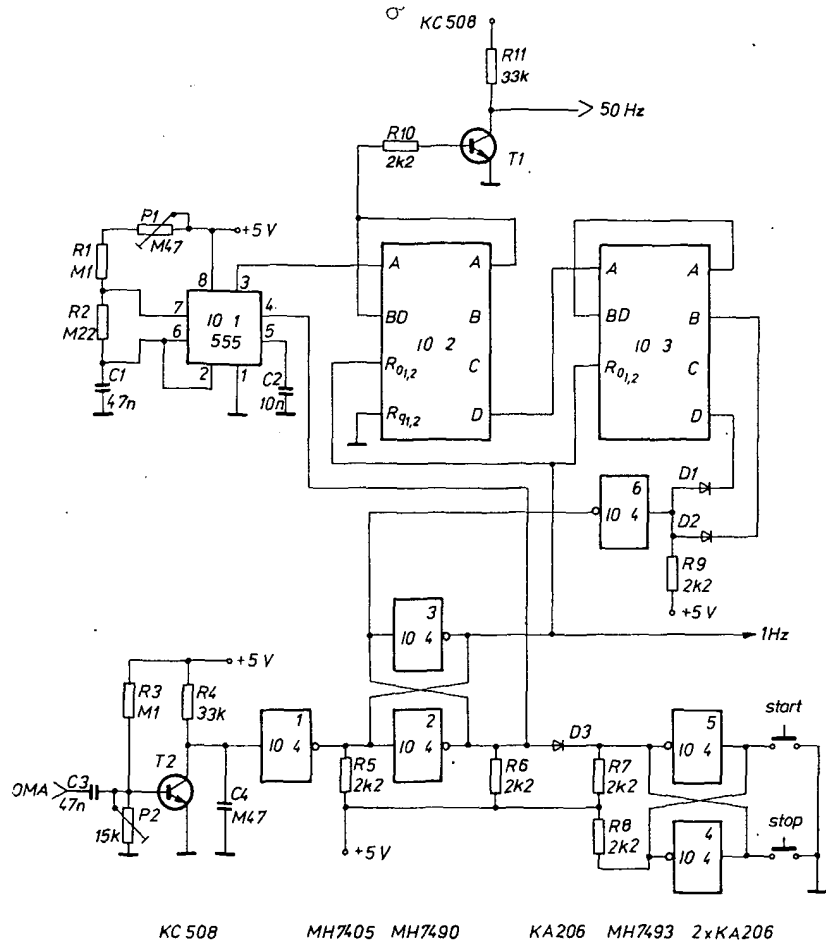 KC508
R11
33k
50 Hz
R10
2k2
T1
P1
M47
+5 V
R1
M1
8
3
A
A
A
A
7
4
R2
M22
6
IO 1
555
5
BD
B
BD
B
IO 2
IO 3
2
1
C2
10n
R01,2
C
R01,2
C
C1
47n
R91,2
D
D
D1
6
IO 4
D2
R9
2k2
+5 V
3
IO 4
1Hz
+5 V
R3
M1
R4
33k
1
IO 4
2
IO 4
D3
5
IO 4
start
T2
R5
2k2
R6
2k2
R7
2k2
OMA
C3
47n
P2
15k
C4
M47
R8
2k2
4
IO 4
stop
+5 V
KC 508 MH7405 MH7490 KA206 MH7493 2xKA206